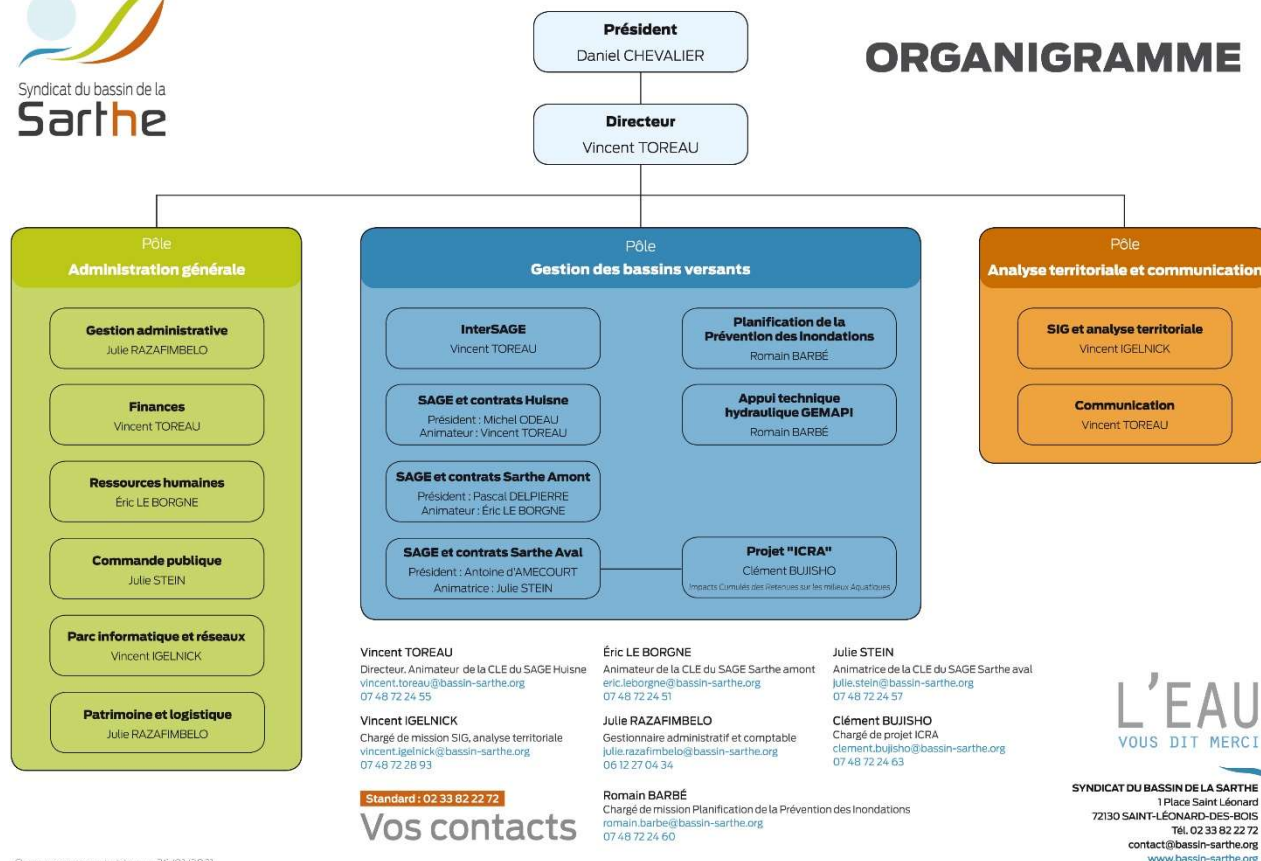 Syndicat du bassin de la
Sarthe
Président
Daniel CHEVALIER
ORGANIGRAMME
Directeur
Vincent TOREAU
Pôle
Administration générale
Gestion administrative
Julie RAZAFIMBELO
Finances
Vincent TOREAU
Ressources humaines
Éric LE BORGNE
Commande publique
Julie STEIN
Parc informatique et réseaux
Vincent IGELNICK
Patrimoine et logistique
Julie RAZAFIMBELO
Pôle
Gestion des bassins versants
InterSAGE
Vincent TOREAU
SAGE et contrats Huisne
Président : Michel ODEAU
Animateur : Vincent TOREAU
SAGE et contrats Sarthe Amont
Président : Pascal DELPIERRE
Animateur : Éric LE BORGNE
SAGE et contrats Sarthe Aval
Président : Antoine d'AMECOURT
Animatrice : Julie STEIN
Planification de la
Prévention des Inondations
Romain BARBÉ
Appui technique
hydraulique GEMAPI
Romain BARBÉ
Projet "ICRA"
Clément BUJISHO
Impacts Cumulés des Retenues sur les milieux Aquatiques
Pôle
Analyse territoriale et communication
SIG et analyse territoriale
Vincent IGELNICK
Communication
Vincent TOREAU
Vincent TOREAU
Directeur. Animateur de la CLE du SAGE Huisne
vincent.toreau@bassin-sarthe.org
07 48 72 24 55
Éric LE BORGNE
Animateur de la CLE du SAGE Sarthe amont
eric.leborgne@bassin-sarthe.org
07 48 72 24 51
Julie STEIN
Animatrice de la CLE du SAGE Sarthe aval
julie.stein@bassin-sarthe.org
07 48 72 24 57
Vincent IGELNICK
Chargé de mission SIG, analyse territoriale
vincent.igelnick@bassin-sarthe.org
07 48 72 28 93
Julie RAZAFIMBELO
Gestionnaire administratif et comptable
julie.razafimbelo@bassin-sarthe.org
06 12 27 04 34
Clément BUJISHO
Chargé de projet ICRA
clement.bujisho@bassin-sarthe.org
07 48 72 24 63
Standard : 02 33 82 22 72
Vos contacts
Romain BARBÉ
Chargé de mission Planification de la Prévention des Inondations
romain.barbe@bassin-sarthe.org
07 48 72 24 60
L'EAU
VOUS DIT MERCI
SYNDICAT DU BASSIN DE LA SARTHE
1 Place Saint Léonard
72130 SAINT-LÉONARD-DES-BOIS
Tél. 02 33 82 22 72
contact@bassin-sarthe.org
www.bassin-sarthe.org